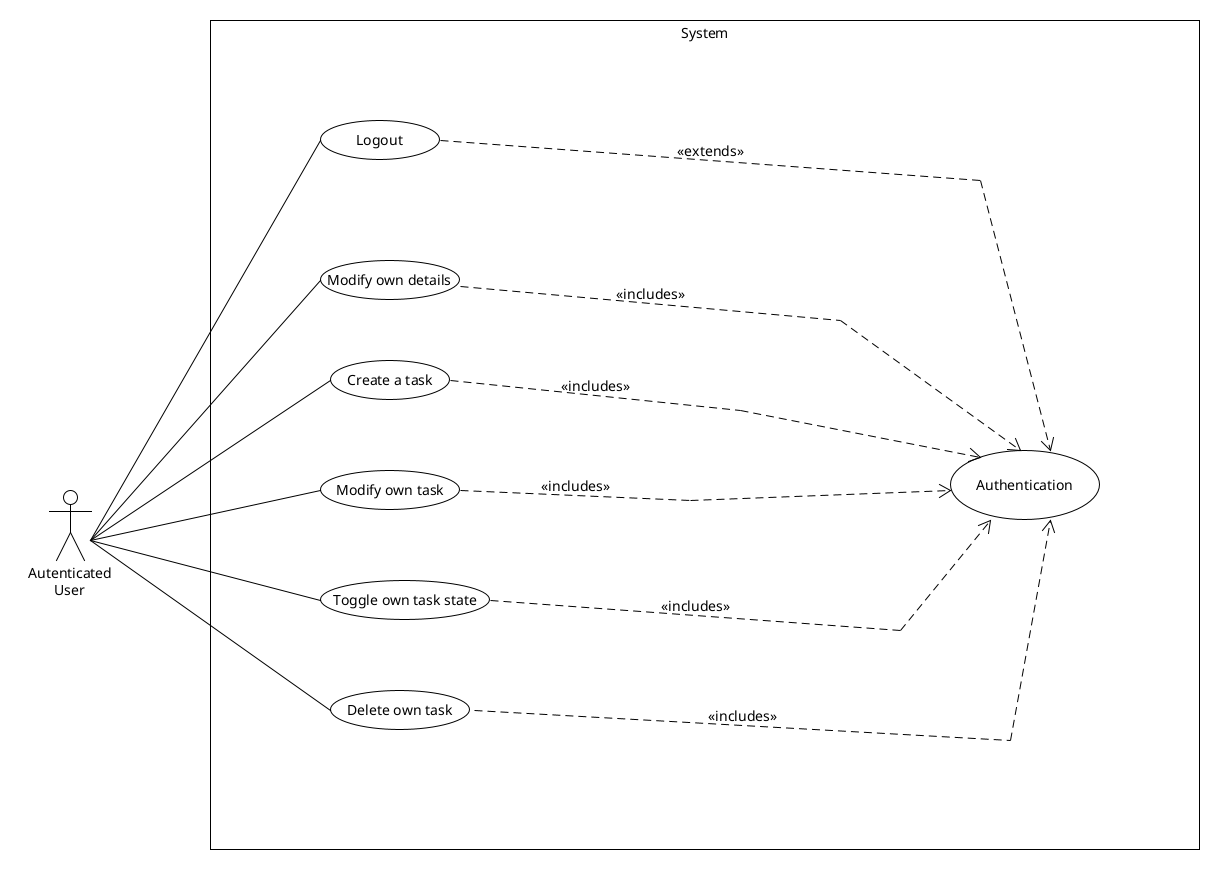 System
Logout
«extends»
Modify own details
«includes»
Create a task
«includes»
Modify own task
«includes»
Authentication
Autenticated
User
Toggle own task state
«includes»
Delete own task
«includes»